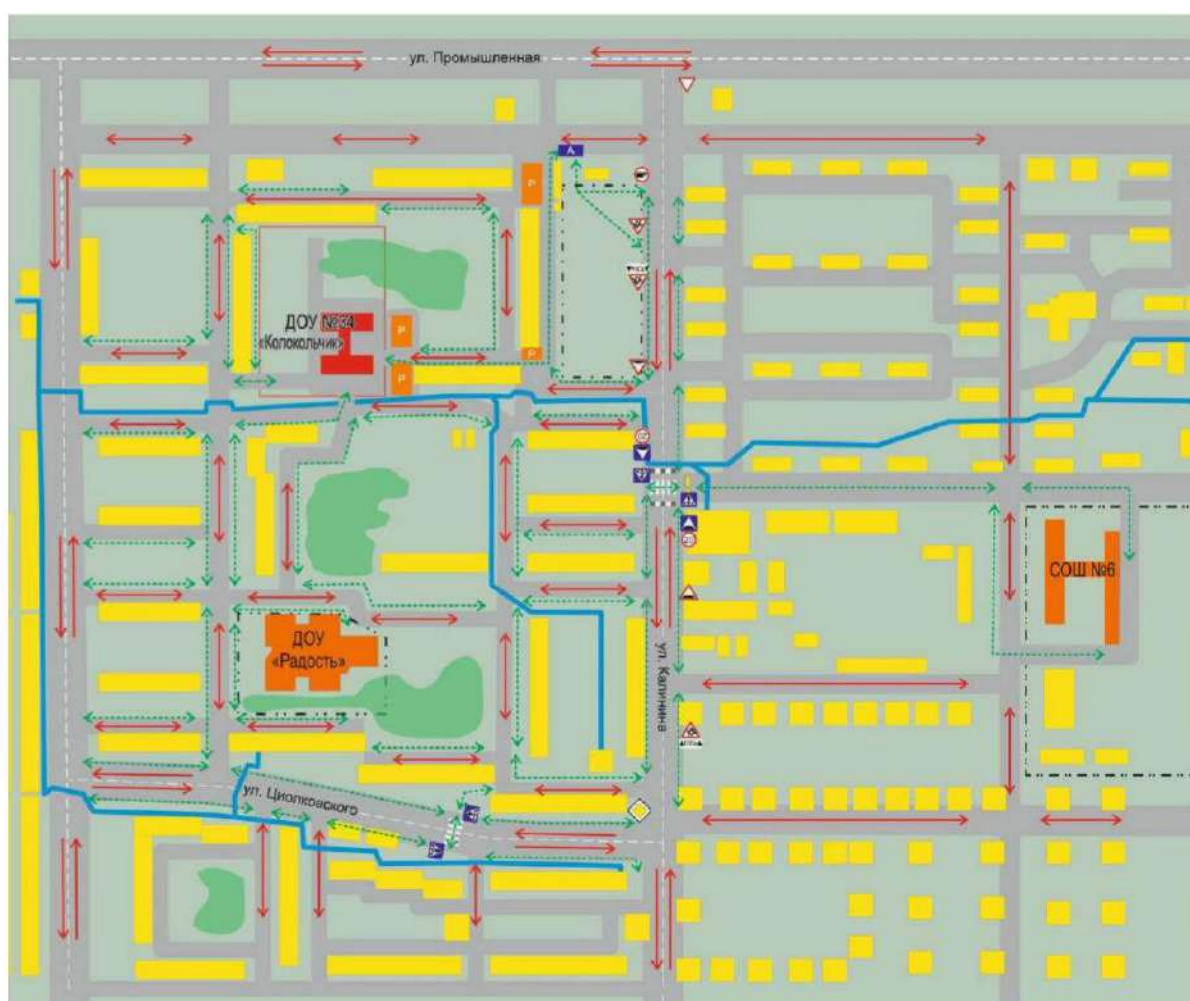 ул. Промышленная
Р
ДОУ №34
«Колокольчик»
Р
Р
Р
СОШ №6
ДОУ
«Радость»
ул. Калинина
ул. Циолковского